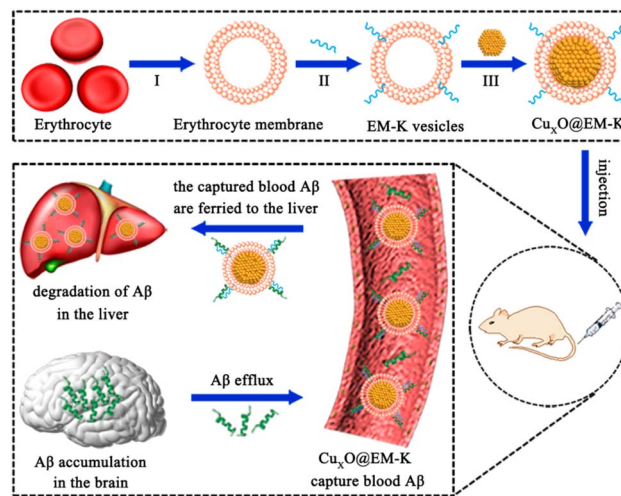 I
II
III
Erythrocyte
Erythrocyte membrane
EM-K vesicles
CuₓO@EM-K
injection
the captured blood Aβ
are ferried to the liver
degradation of Aβ
in the liver
Aβ efflux
Aβ accumulation
in the brain
CuₓO@EM-K
capture blood Aβ